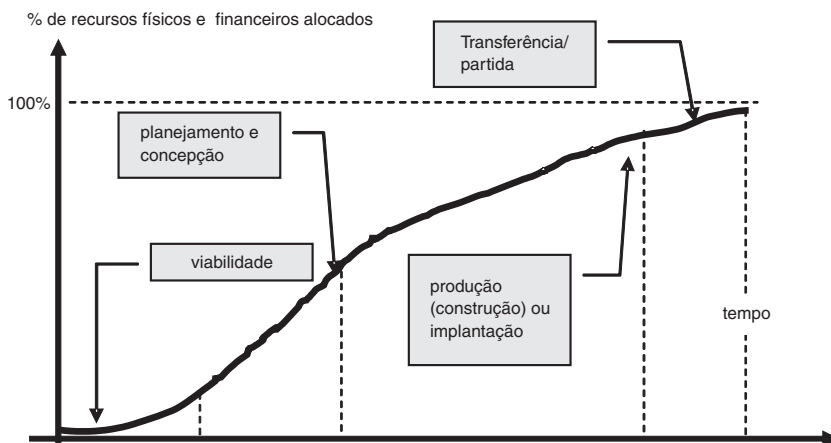 % de recursos físicos e financeiros alocados
Transferência/
partida
100%
planejamento e
concepção
viabilidade
produção
(construção) ou
implantação
tempo